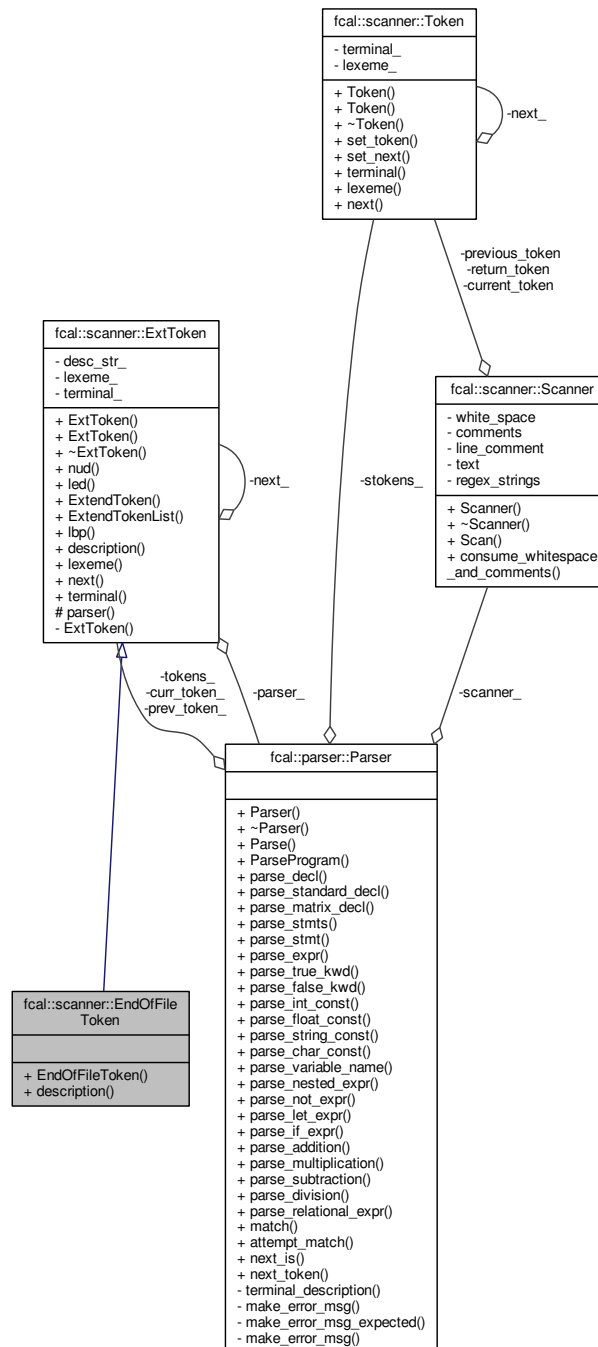 fcal::scanner::Token
- terminal_
- lexeme_
+ Token()
+ Token()
+ ~Token()
+ set_token()
+ set_next()
+ terminal()
+ lexeme()
+ next()
-next_
-previous_token
-return_token
-current_token
fcal::scanner::ExtToken
- desc_str_
- lexeme_
- terminal_
+ ExtToken()
+ ExtToken()
+ ~ExtToken()
+ nud()
+ led()
+ ExtendToken()
+ ExtendTokenList()
+ lbp()
+ description()
+ lexeme()
+ next()
+ terminal()
# parser()
- ExtToken()
-next_
-stokens_
fcal::scanner::Scanner
- white_space
- comments
- line_comment
- text
- regex_strings
+ Scanner()
+ ~Scanner()
+ Scan()
+ consume_whitespace
_and_comments()
-tokens_
-curr_token_
-prev_token_
-parser_
-scanner_
fcal::parser::Parser
+ Parser()
+ ~Parser()
+ Parse()
+ ParseProgram()
+ parse_decl()
+ parse_standard_decl()
+ parse_matrix_decl()
+ parse_stmts()
+ parse_stmt()
+ parse_expr()
+ parse_true_kwd()
+ parse_false_kwd()
+ parse_int_const()
+ parse_float_const()
+ parse_string_const()
+ parse_char_const()
+ parse_variable_name()
+ parse_nested_expr()
+ parse_not_expr()
+ parse_let_expr()
+ parse_if_expr()
+ parse_addition()
+ parse_multiplication()
+ parse_subtraction()
+ parse_division()
+ parse_relational_expr()
+ match()
+ attempt_match()
+ next_is()
+ next_token()
- terminal_description()
- make_error_msg()
- make_error_msg_expected()
- make_error_msg()
fcal::scanner::EndOfFile
Token
+ EndOfFileToken()
+ description()